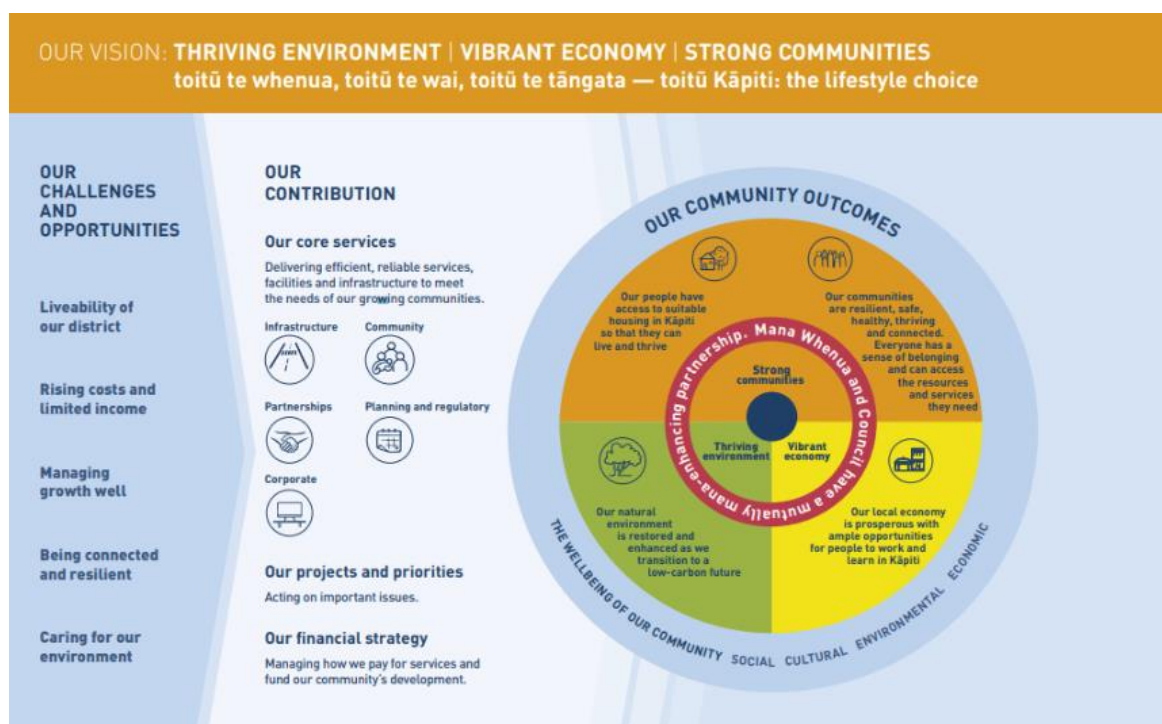 OUR VISION: THRIVING ENVIRONMENT | VIBRANT ECONOMY | STRONG COMMUNITIES
toitū te whenua, toitū te wai, toitū te tāngata — toitū Kāpiti: the lifestyle choice
OUR
CHALLENGES
AND
OPPORTUNITIES
Liveability of
our district
Rising costs and
limited income
Managing
growth well
Being connected
and resilient
Caring for our
environment
OUR
CONTRIBUTION
Our core services
Delivering efficient, reliable services,
facilities and infrastructure to meet
the needs of our growing communities.
Infrastructure
Community
Partnerships
Planning and regulatory
Corporate
Our projects and priorities
Acting on important issues.
Our financial strategy
Managing how we pay for services and
fund our community's development.
OUR COMMUNITY OUTCOMES
Our people have
access to suitable
housing in Kāpiti
so that they can
live and thrive
Our communities
are resilient, safe,
healthy, thriving
and connected.
Everyone has a
sense of belonging
and can access
the resources
and services
they need
Mana Whenua and Council have a mutually mana-enhancing partnership.
Strong
communities
Thriving
environment
Vibrant
economy
Our natural
environment
is restored and
enhanced as we
transition to a
low-carbon future
Our local economy
is prosperous with
ample opportunities
for people to work and
learn in Kāpiti
THE WELLBEING OF OUR COMMUNITY SOCIAL CULTURAL ENVIRONMENTAL ECONOMIC